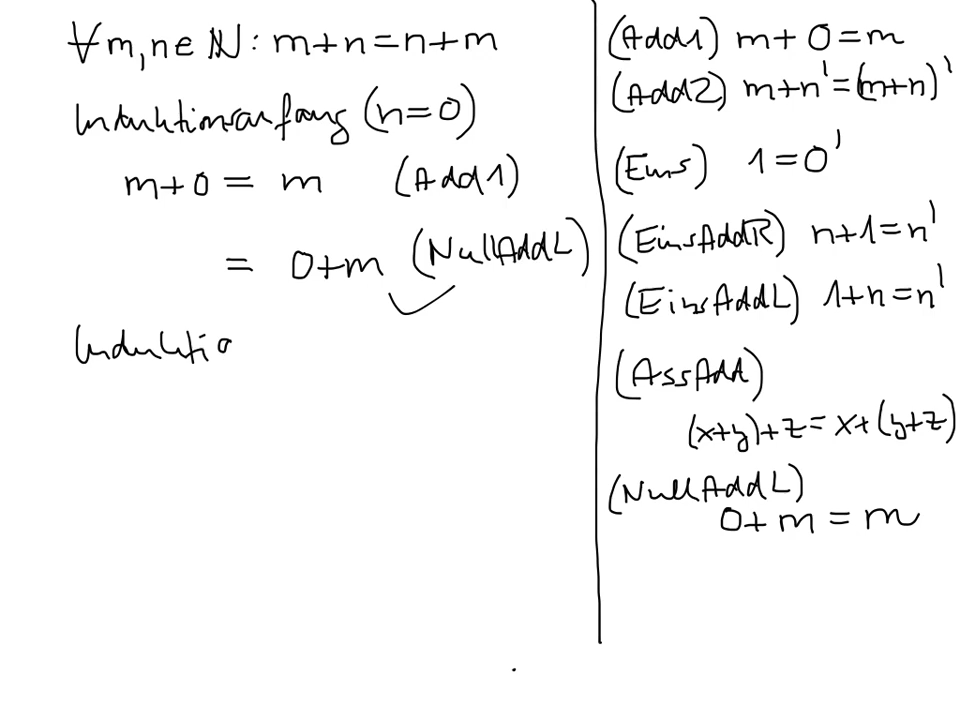 ∀m,n∈ℕ: m+n=n+m
Induktionsanfang (n=0)
m+0 = m (Add1)
= 0+m (NullAddL)
✓
Induktio
(Add1) m+0=m
(Add2) m+n'=(m+n)'
(Eins) 1=0'
(EinsAddR) n+1=n'
(EinsAddL) 1+n=n'
(AssAdd)
(x+y)+z=x+(y+z)
(NullAddL)
0+m=m